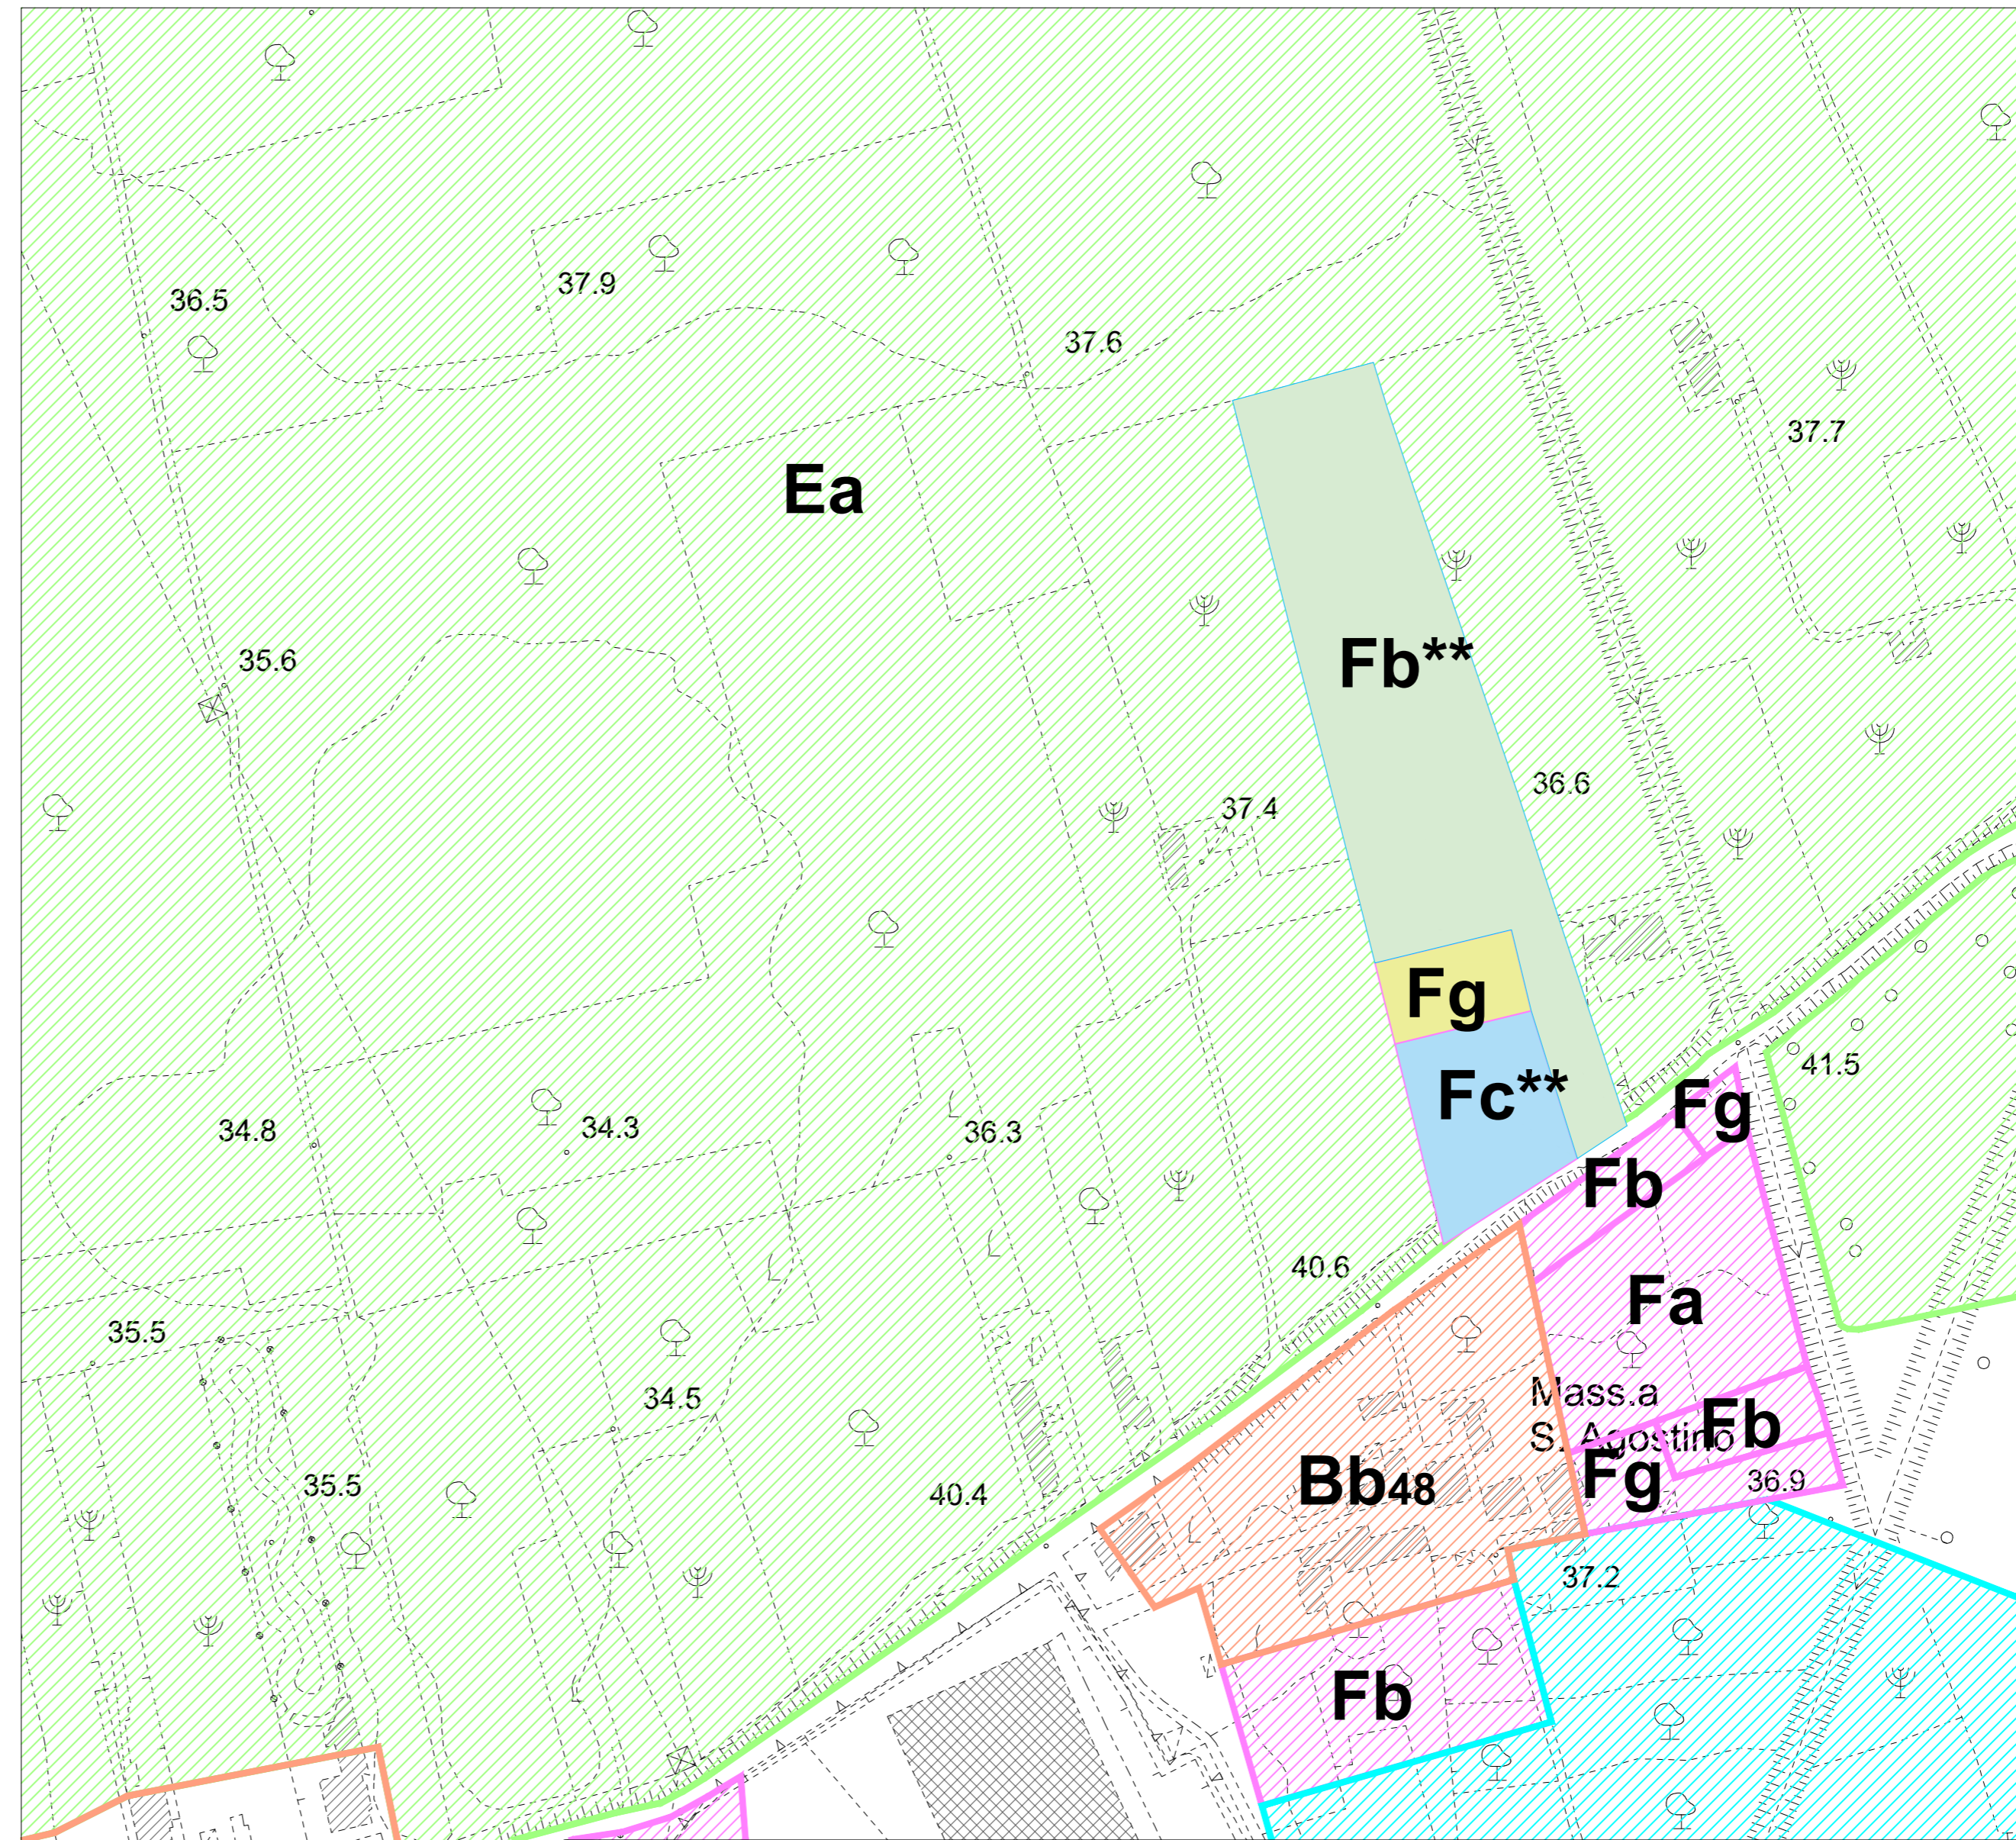 36.5
37.9
37.6
37.7
Ea
Fb**
35.6
36.6
37.4
Fg
Fc**
41.5
Fg
34.8
34.3
36.3
Fb
40.6
Fa
35.5
34.5
Mass.a
S. Agostino
Fb
Bb48
Fg
36.9
35.5
40.4
37.2
Fb